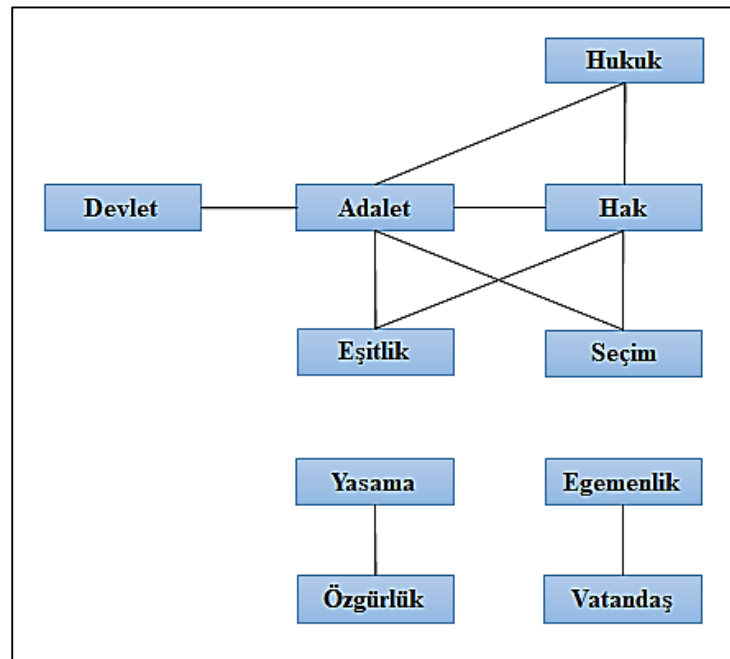 Hukuk
Devlet
Adalet
Hak
Eşitlik
Seçim
Yasama
Egemenlik
Özgürlük
Vatandaş